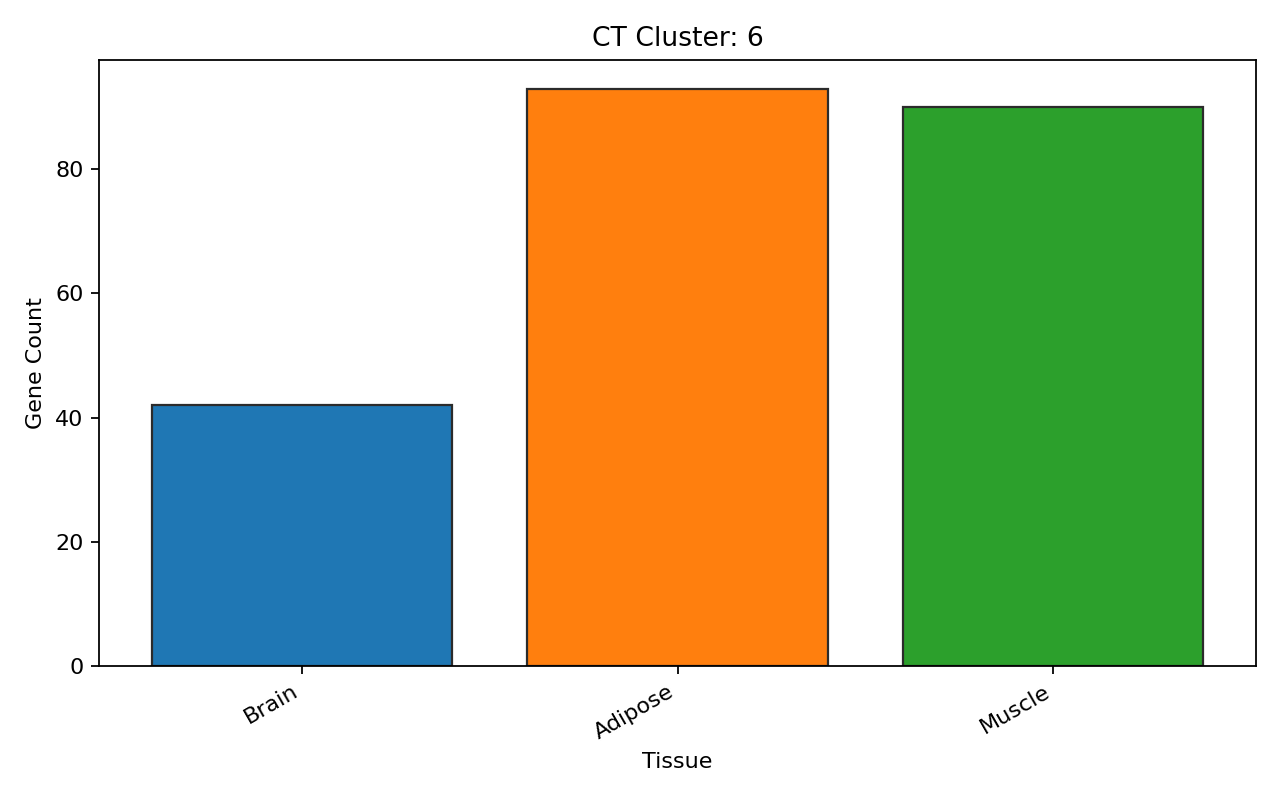 CT Cluster: 6
Gene Count
80
60
40
20
0
Brain
Adipose
Muscle
Tissue